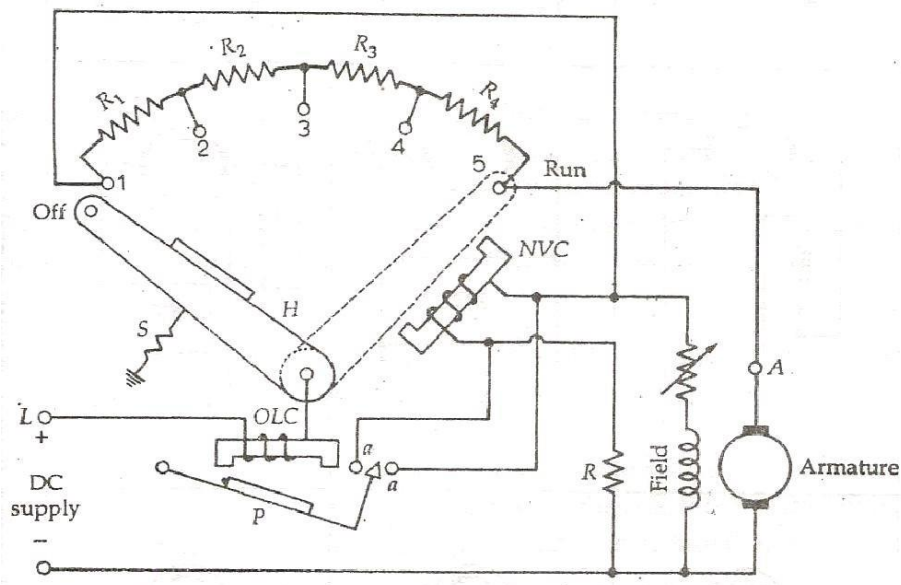 R2
R3
R1
R4
2
3
4
5
Run
1
Off
NVC
H
S
L
+
OLC
a
a
A
DC
supply
P
R
Field
Armature
−